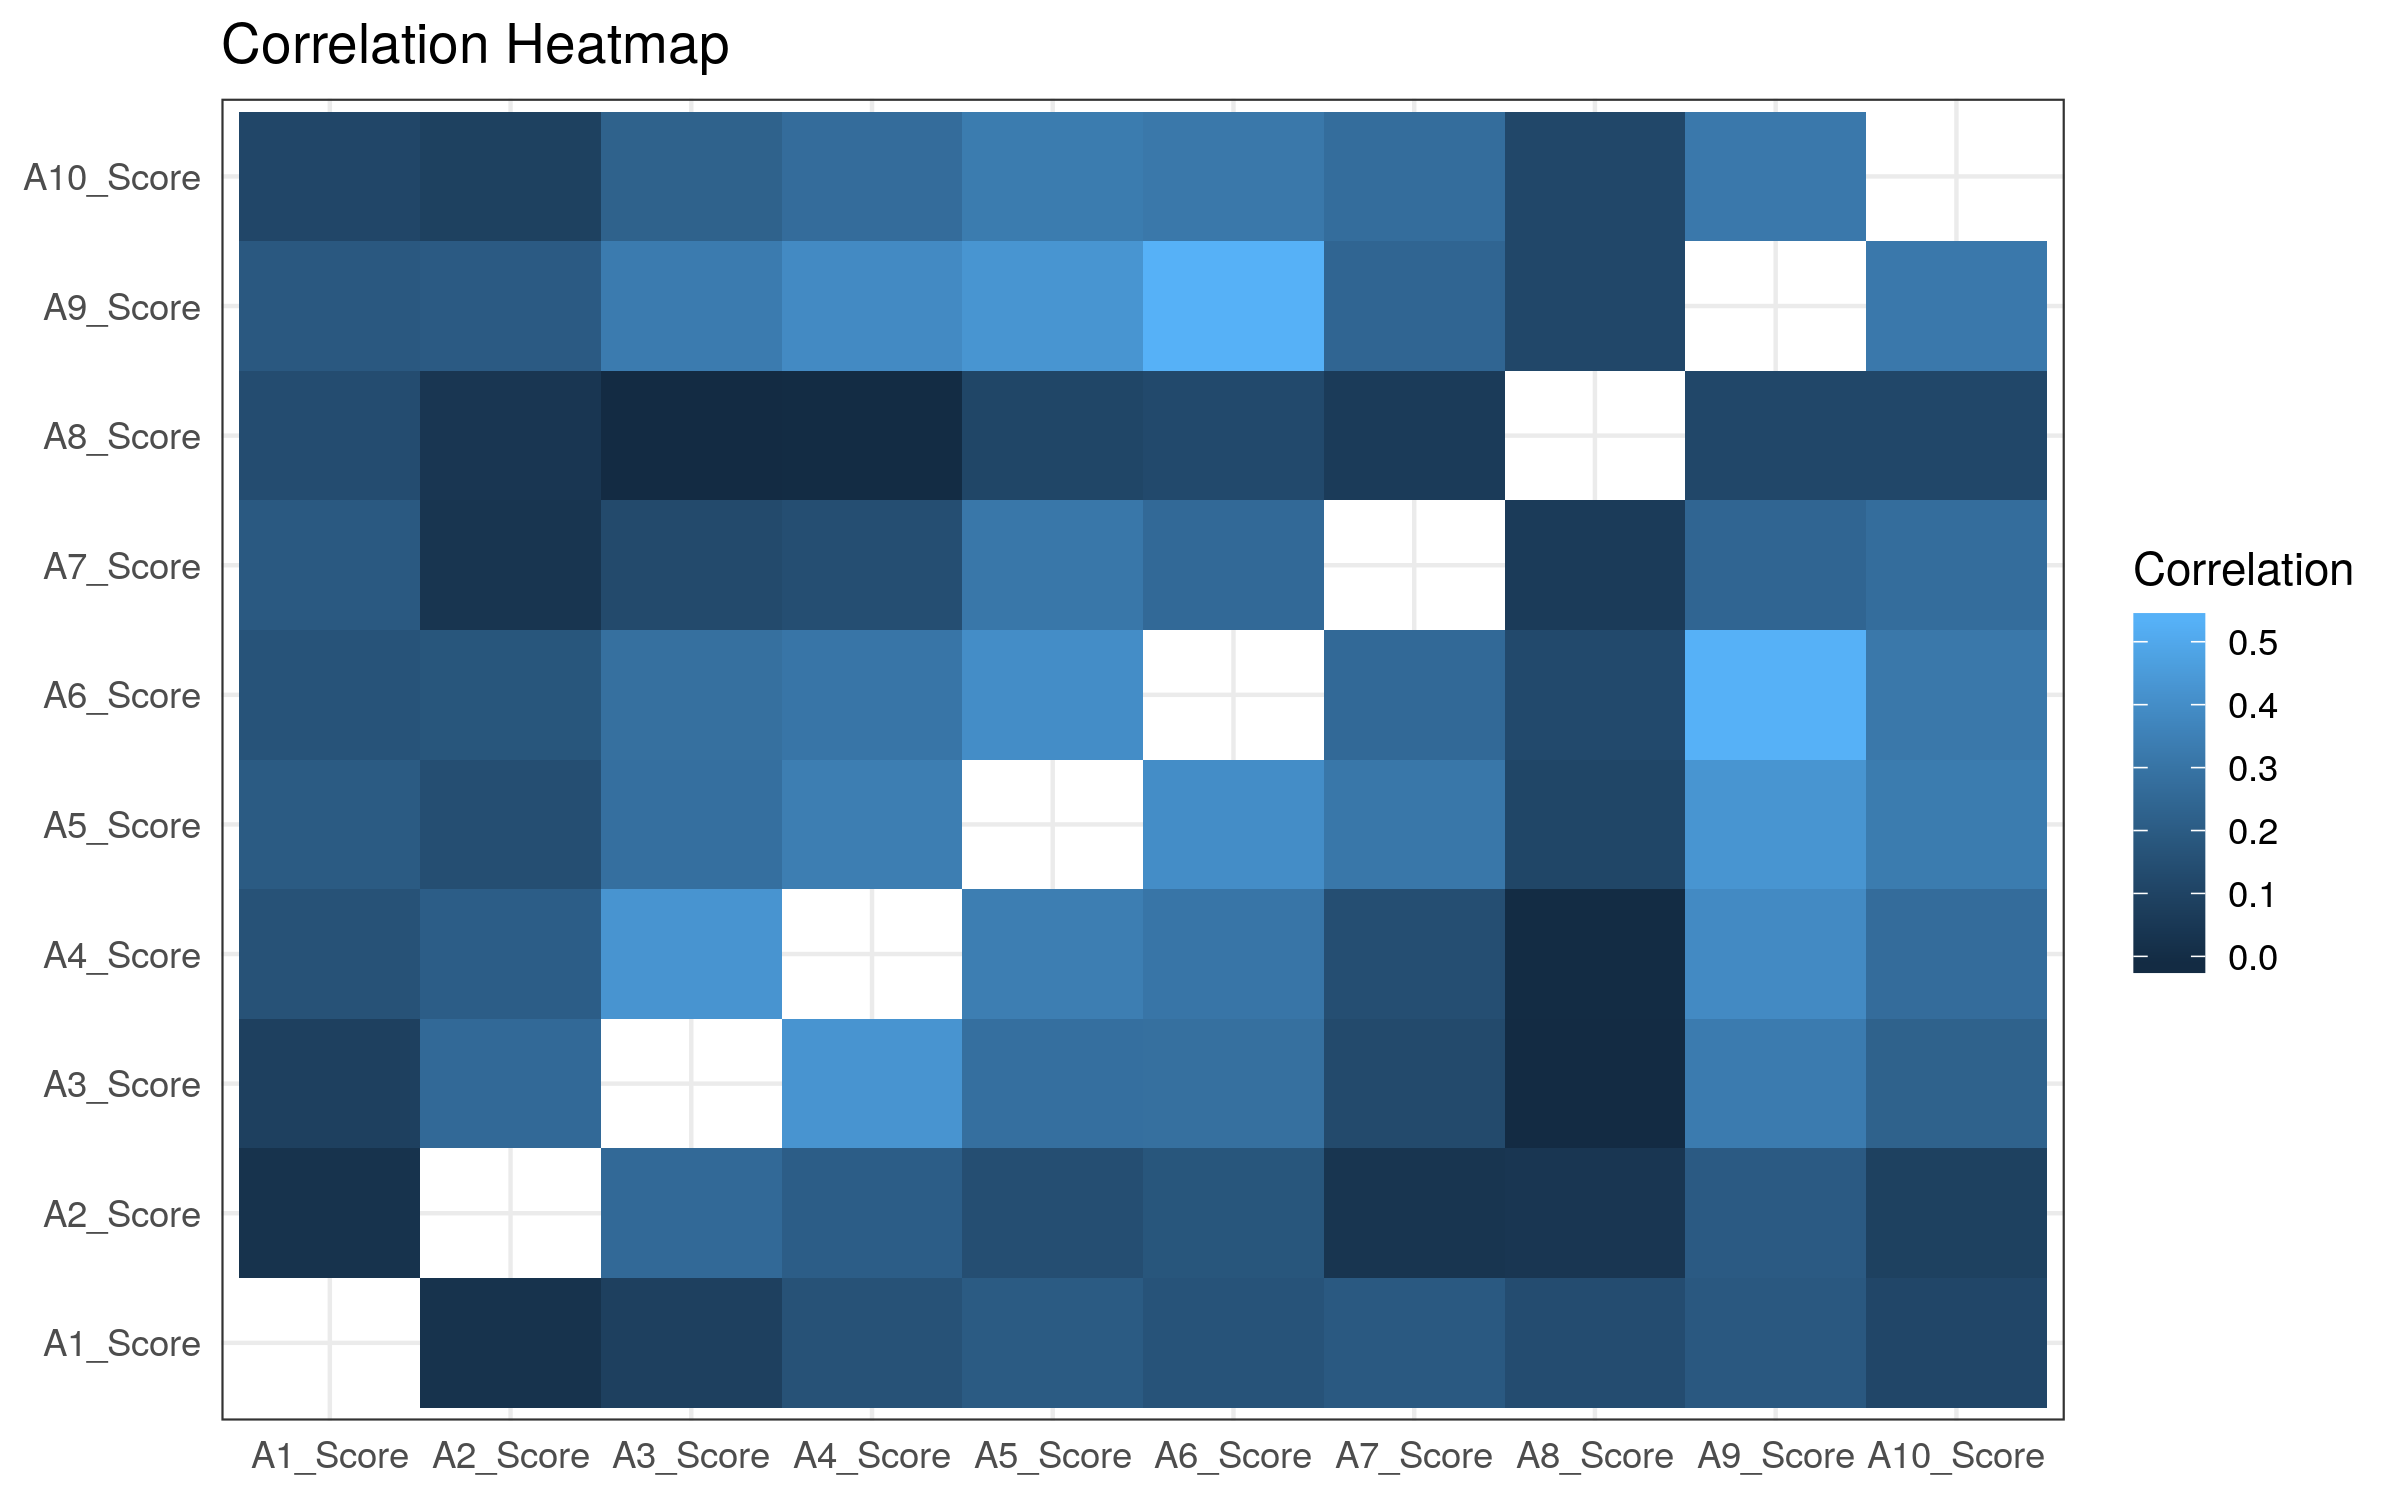 Correlation Heatmap
A10_Score
A9_Score
A8_Score
A7_Score
A6_Score
A5_Score
A4_Score
A3_Score
A2_Score
A1_Score
A1_Score A2_Score A3_Score A4_Score A5_Score A6_Score A7_Score A8_Score A9_Score A10_Score
Correlation
0.5
0.4
0.3
0.2
0.1
0.0